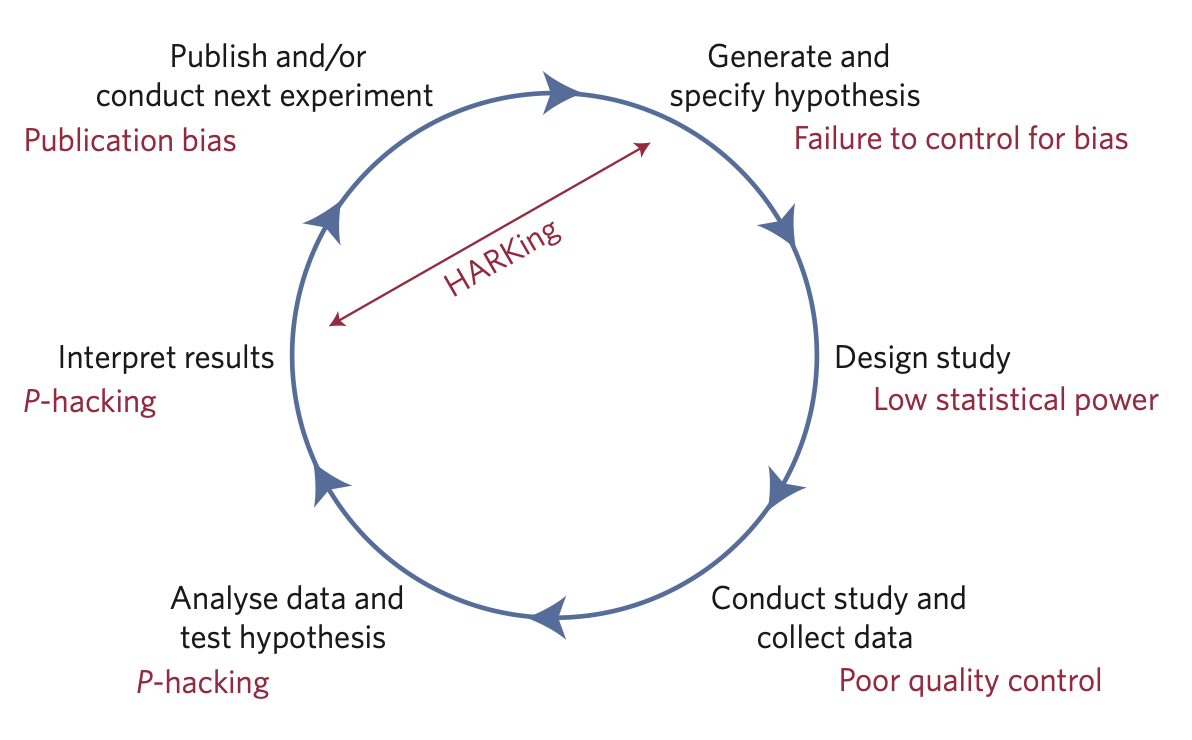 Publish and/or
conduct next experiment
Publication bias
Generate and
specify hypothesis
Failure to control for bias
HARKing
Interpret results
P-hacking
Design study
Low statistical power
Analyse data and
test hypothesis
P-hacking
Conduct study and
collect data
Poor quality control